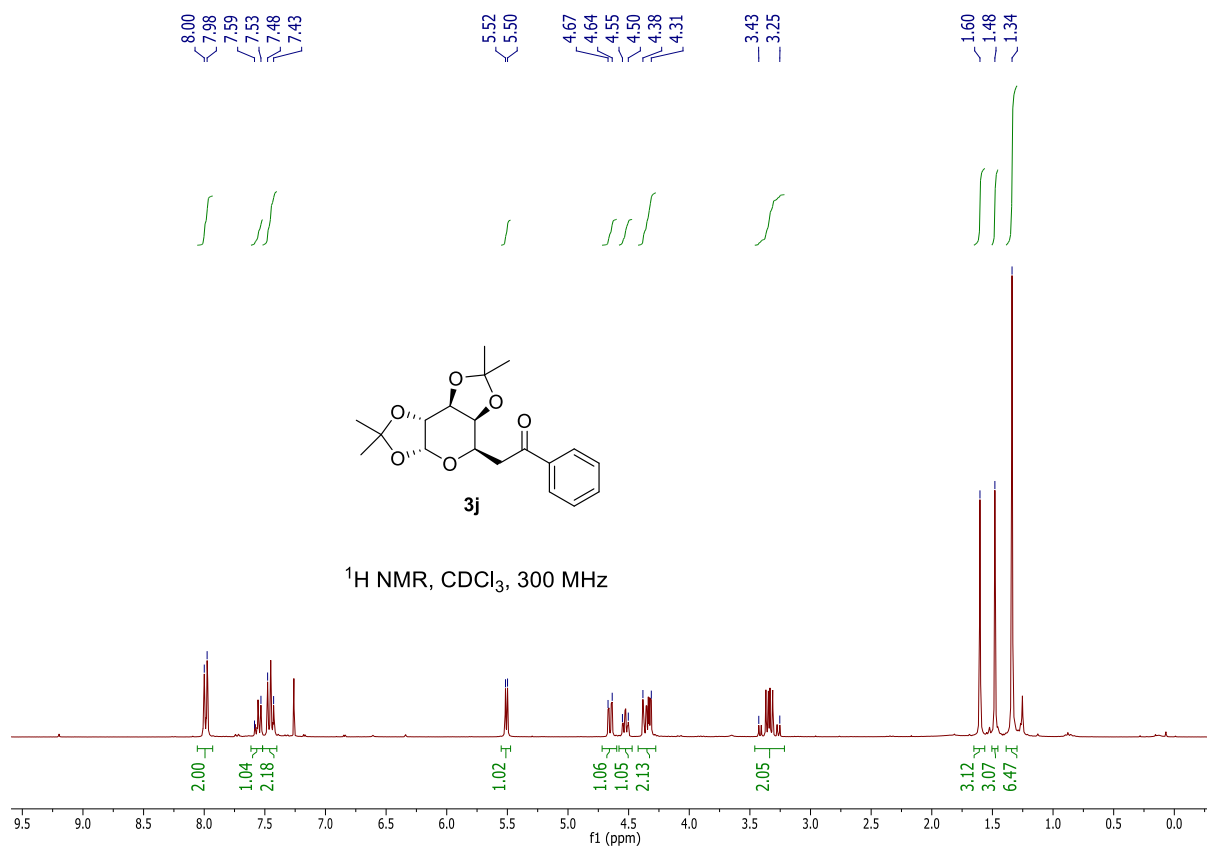 8.00 7.98 7.59 7.53 7.48 7.43 5.52 5.50 4.67 4.64 4.55 4.50 4.38 4.31 3.43 3.25 1.60 1.48 1.34
O
O
O
O
O
O
3j
¹H NMR, CDCl₃, 300 MHz
2.00 1.04 2.18 1.02 1.06 1.05 2.13 2.05 3.12 3.07 6.47
9.5 9.0 8.5 8.0 7.5 7.0 6.5 6.0 5.5 5.0 4.5 4.0 3.5 3.0 2.5 2.0 1.5 1.0 0.5 0.0
f1 (ppm)